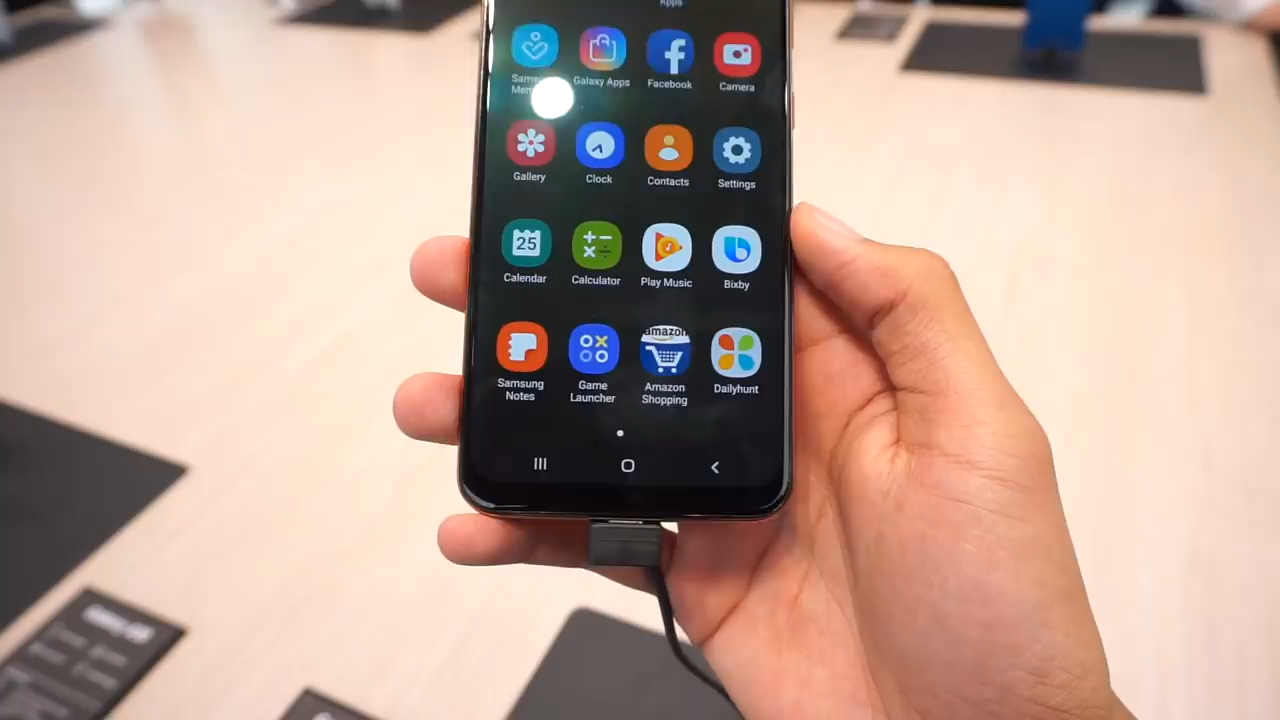 Apps
Galaxy Apps
Facebook
Camera
Gallery
Clock
Contacts
Settings
25
Calendar
Calculator
Play Music
Bixby
Samsung
Notes
Game
Launcher
amazon
Amazon
Shopping
Dailyhunt